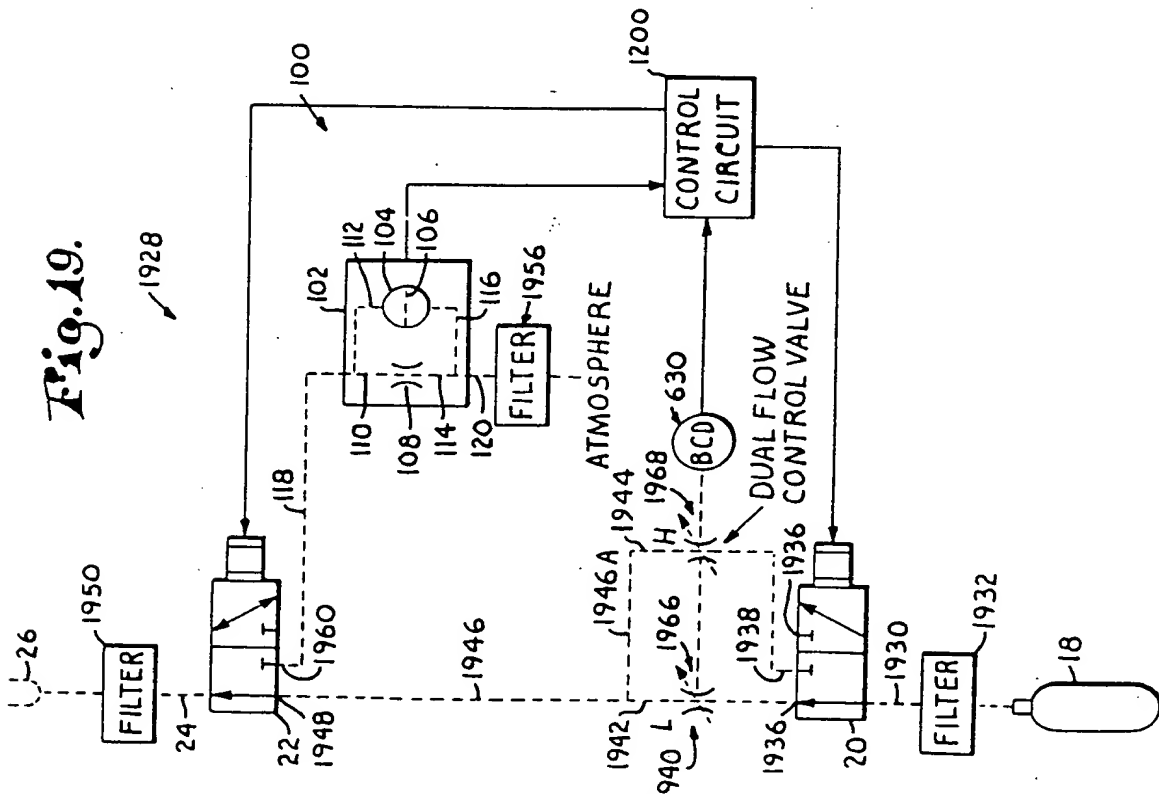 Fig.19.
1928
100
26
1950
FILTER
24
22
1948
1960
118
102
112
104
106
110
108
114
116
120
1956
FILTER
ATMOSPHERE
1200
CONTROL
CIRCUIT
1946
1946A
1944
1942
L
H
1966
1968
630
BCD
DUAL FLOW
CONTROL VALVE
940
1936
1938
1936
20
1930
1932
FILTER
18